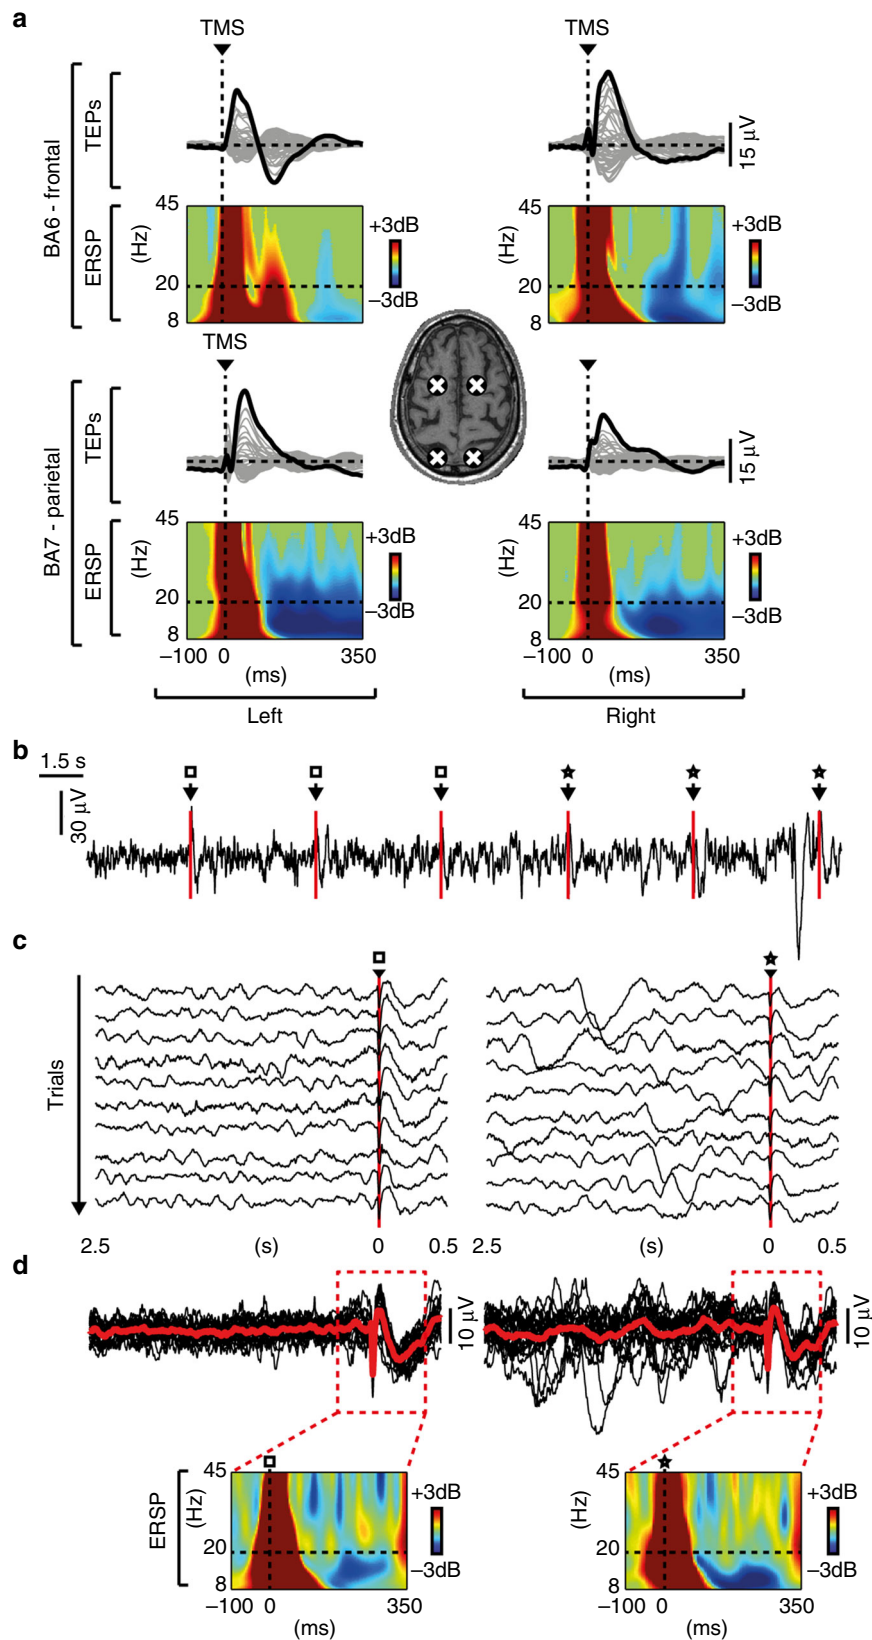 a
TMS TMS
BA6 - frontal
TEPs
15 µV
ERSP
(Hz)
45
20
8
+3dB
−3dB
(Hz)
45
20
8
+3dB
−3dB
TMS
BA7 - parietal
TEPs
15 µV
ERSP
(Hz)
45
20
8
+3dB
−3dB
(Hz)
45
20
8
+3dB
−3dB
−100 0 350
(ms)
−100 0 350
(ms)
Left
Right
b
1.5 s
30 µV
c
Trials
2.5 (s) 0 0.5
2.5 (s) 0 0.5
d
10 µV
10 µV
ERSP
(Hz)
45
20
8
+3dB
−3dB
(Hz)
45
20
8
+3dB
−3dB
−100 0 350
(ms)
−100 0 350
(ms)